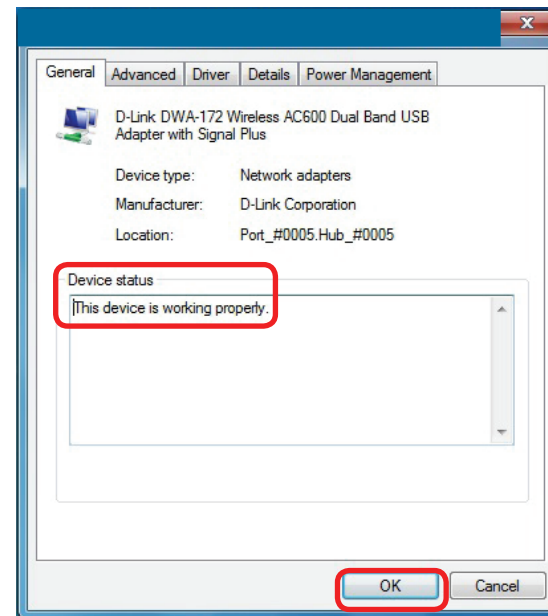 X
General Advanced Driver Details Power Management
D-Link DWA-172 Wireless AC600 Dual Band USB
Adapter with Signal Plus
Device type: Network adapters
Manufacturer: D-Link Corporation
Location: Port_#0005.Hub_#0005
Device status
This device is working properly.
OK Cancel